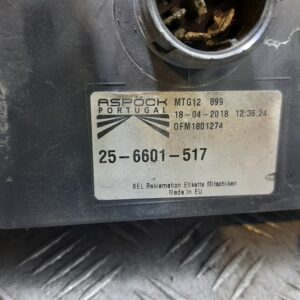 ASPÖCK
PORTUGAL
MTG12 899
18-04-2018 12:36:24
OFM1801274
25-6601-517
BEL Reklamation Etikette Mitschicken
Made in EU